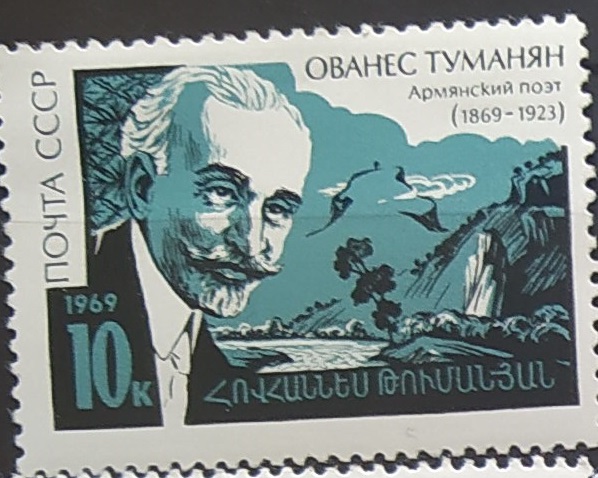 ПОЧТА СССР
ОВАНЕС ТУМАНЯН
Армянский поэт
(1869-1923)
1969
10к
ՀՈՎՀԱՆՆԵՍ ԹՈՒՄԱՆՅԱՆ